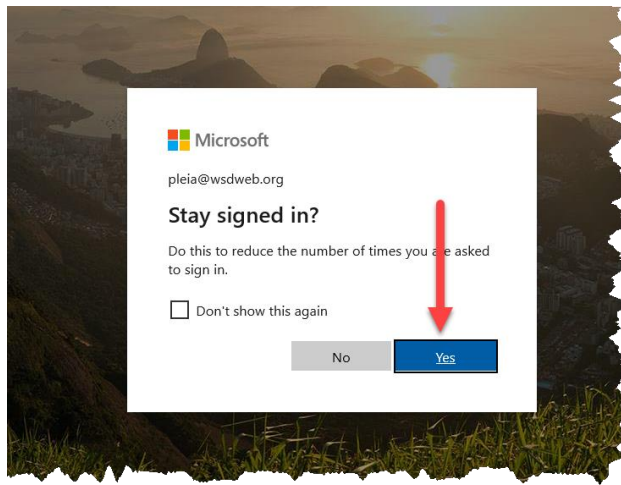 Microsoft
pleia@wsdweb.org
Stay signed in?
Do this to reduce the number of times you are asked
to sign in.
Don't show this again
No
Yes